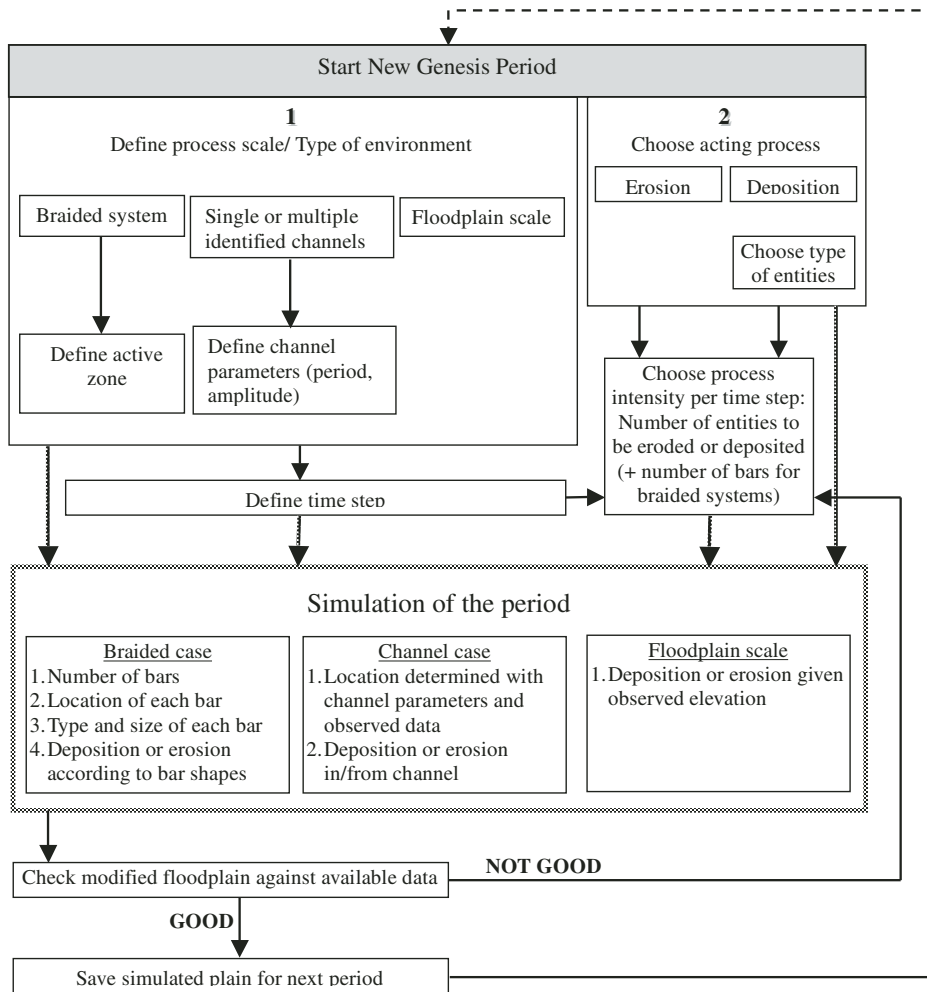 Start New Genesis Period
1
Define process scale/ Type of environment
Braided system
Single or multiple
identified channels
Floodplain scale
Define active
zone
Define channel
parameters (period,
amplitude)
2
Choose acting process
Erosion
Deposition
Choose type
of entities
Choose process
intensity per time step:
Number of entities to
be eroded or deposited
(+ number of bars for
braided systems)
Define time step
Simulation of the period
Braided case
1. Number of bars
2. Location of each bar
3. Type and size of each bar
4. Deposition or erosion
according to bar shapes
Channel case
1. Location determined with
channel parameters and
observed data
2. Deposition or erosion
in/from channel
Floodplain scale
1. Deposition or erosion given
observed elevation
Check modified floodplain against available data
NOT GOOD
GOOD
Save simulated plain for next period